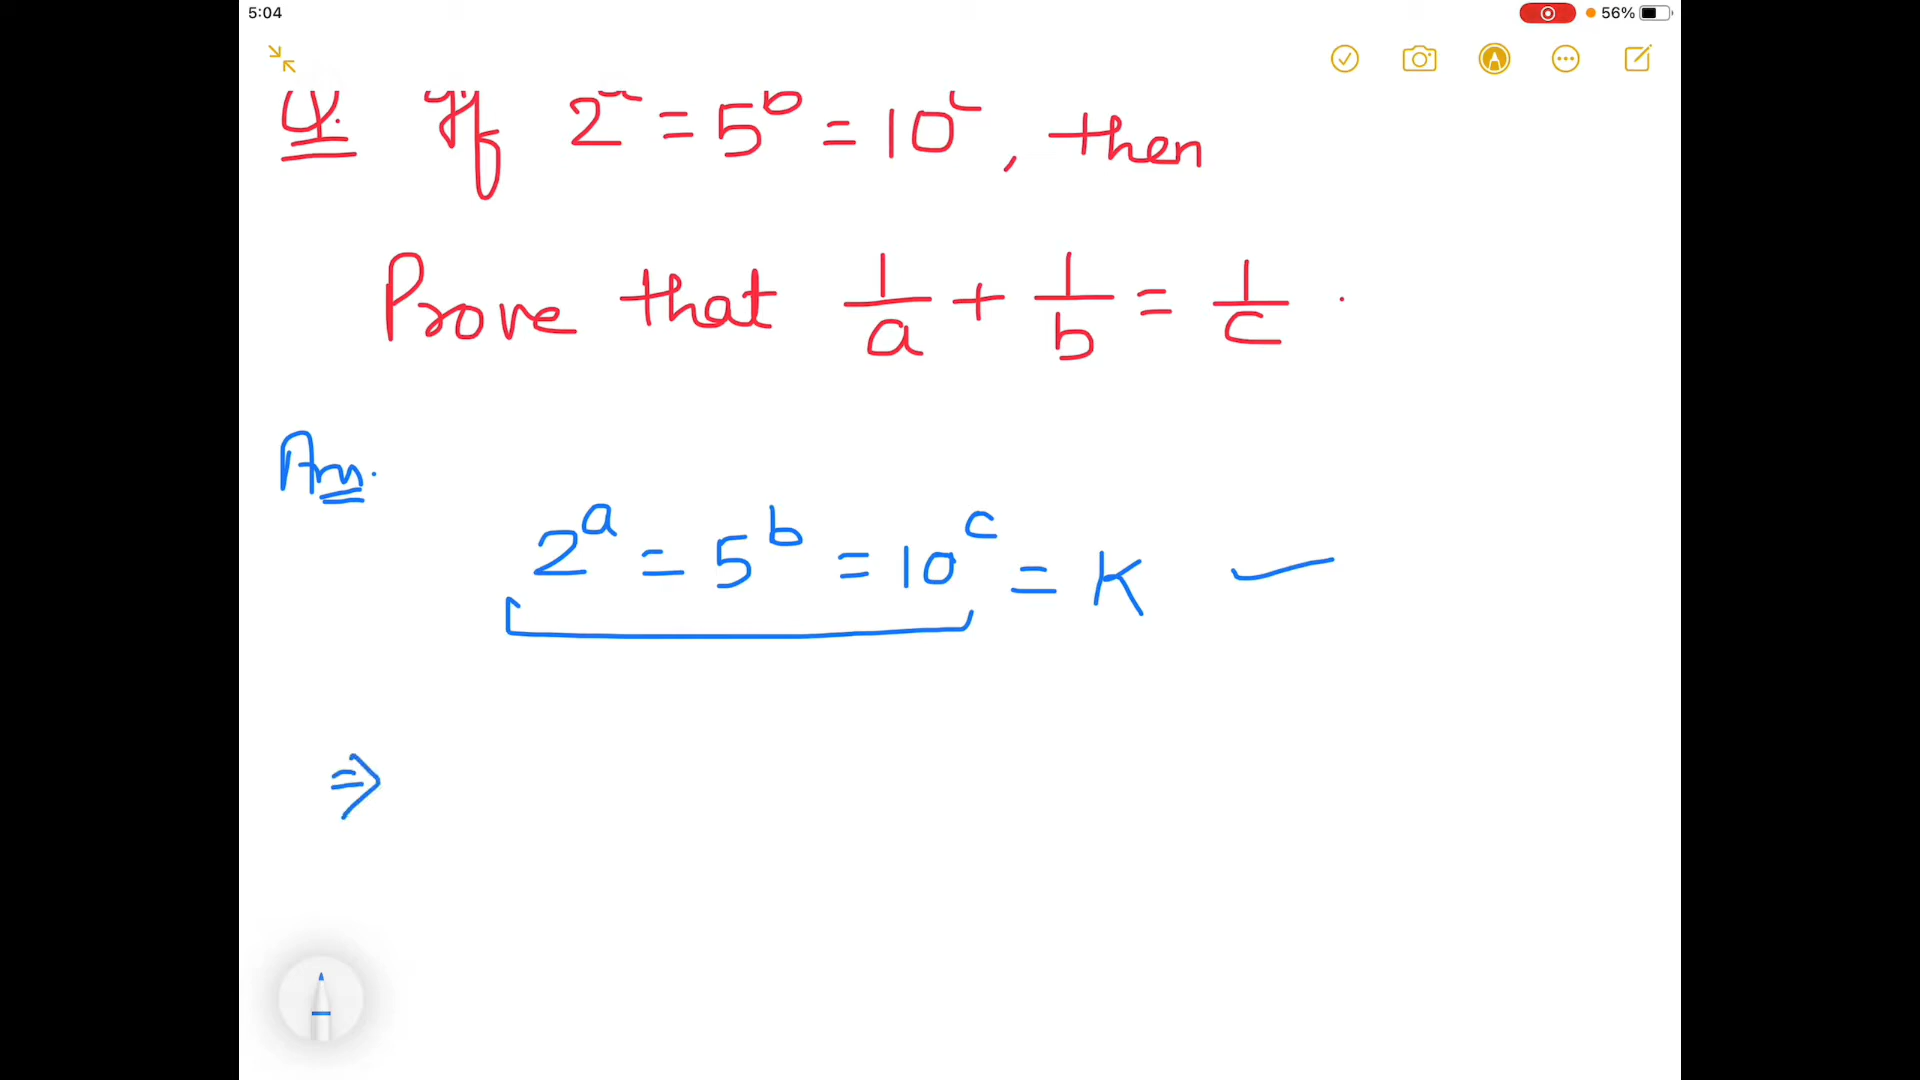 5:04 56%
Q. If 2^a = 5^b = 10^c, then
Prove that 1/a + 1/b = 1/c .
Ans.
2^a = 5^b = 10^c = K
⇒